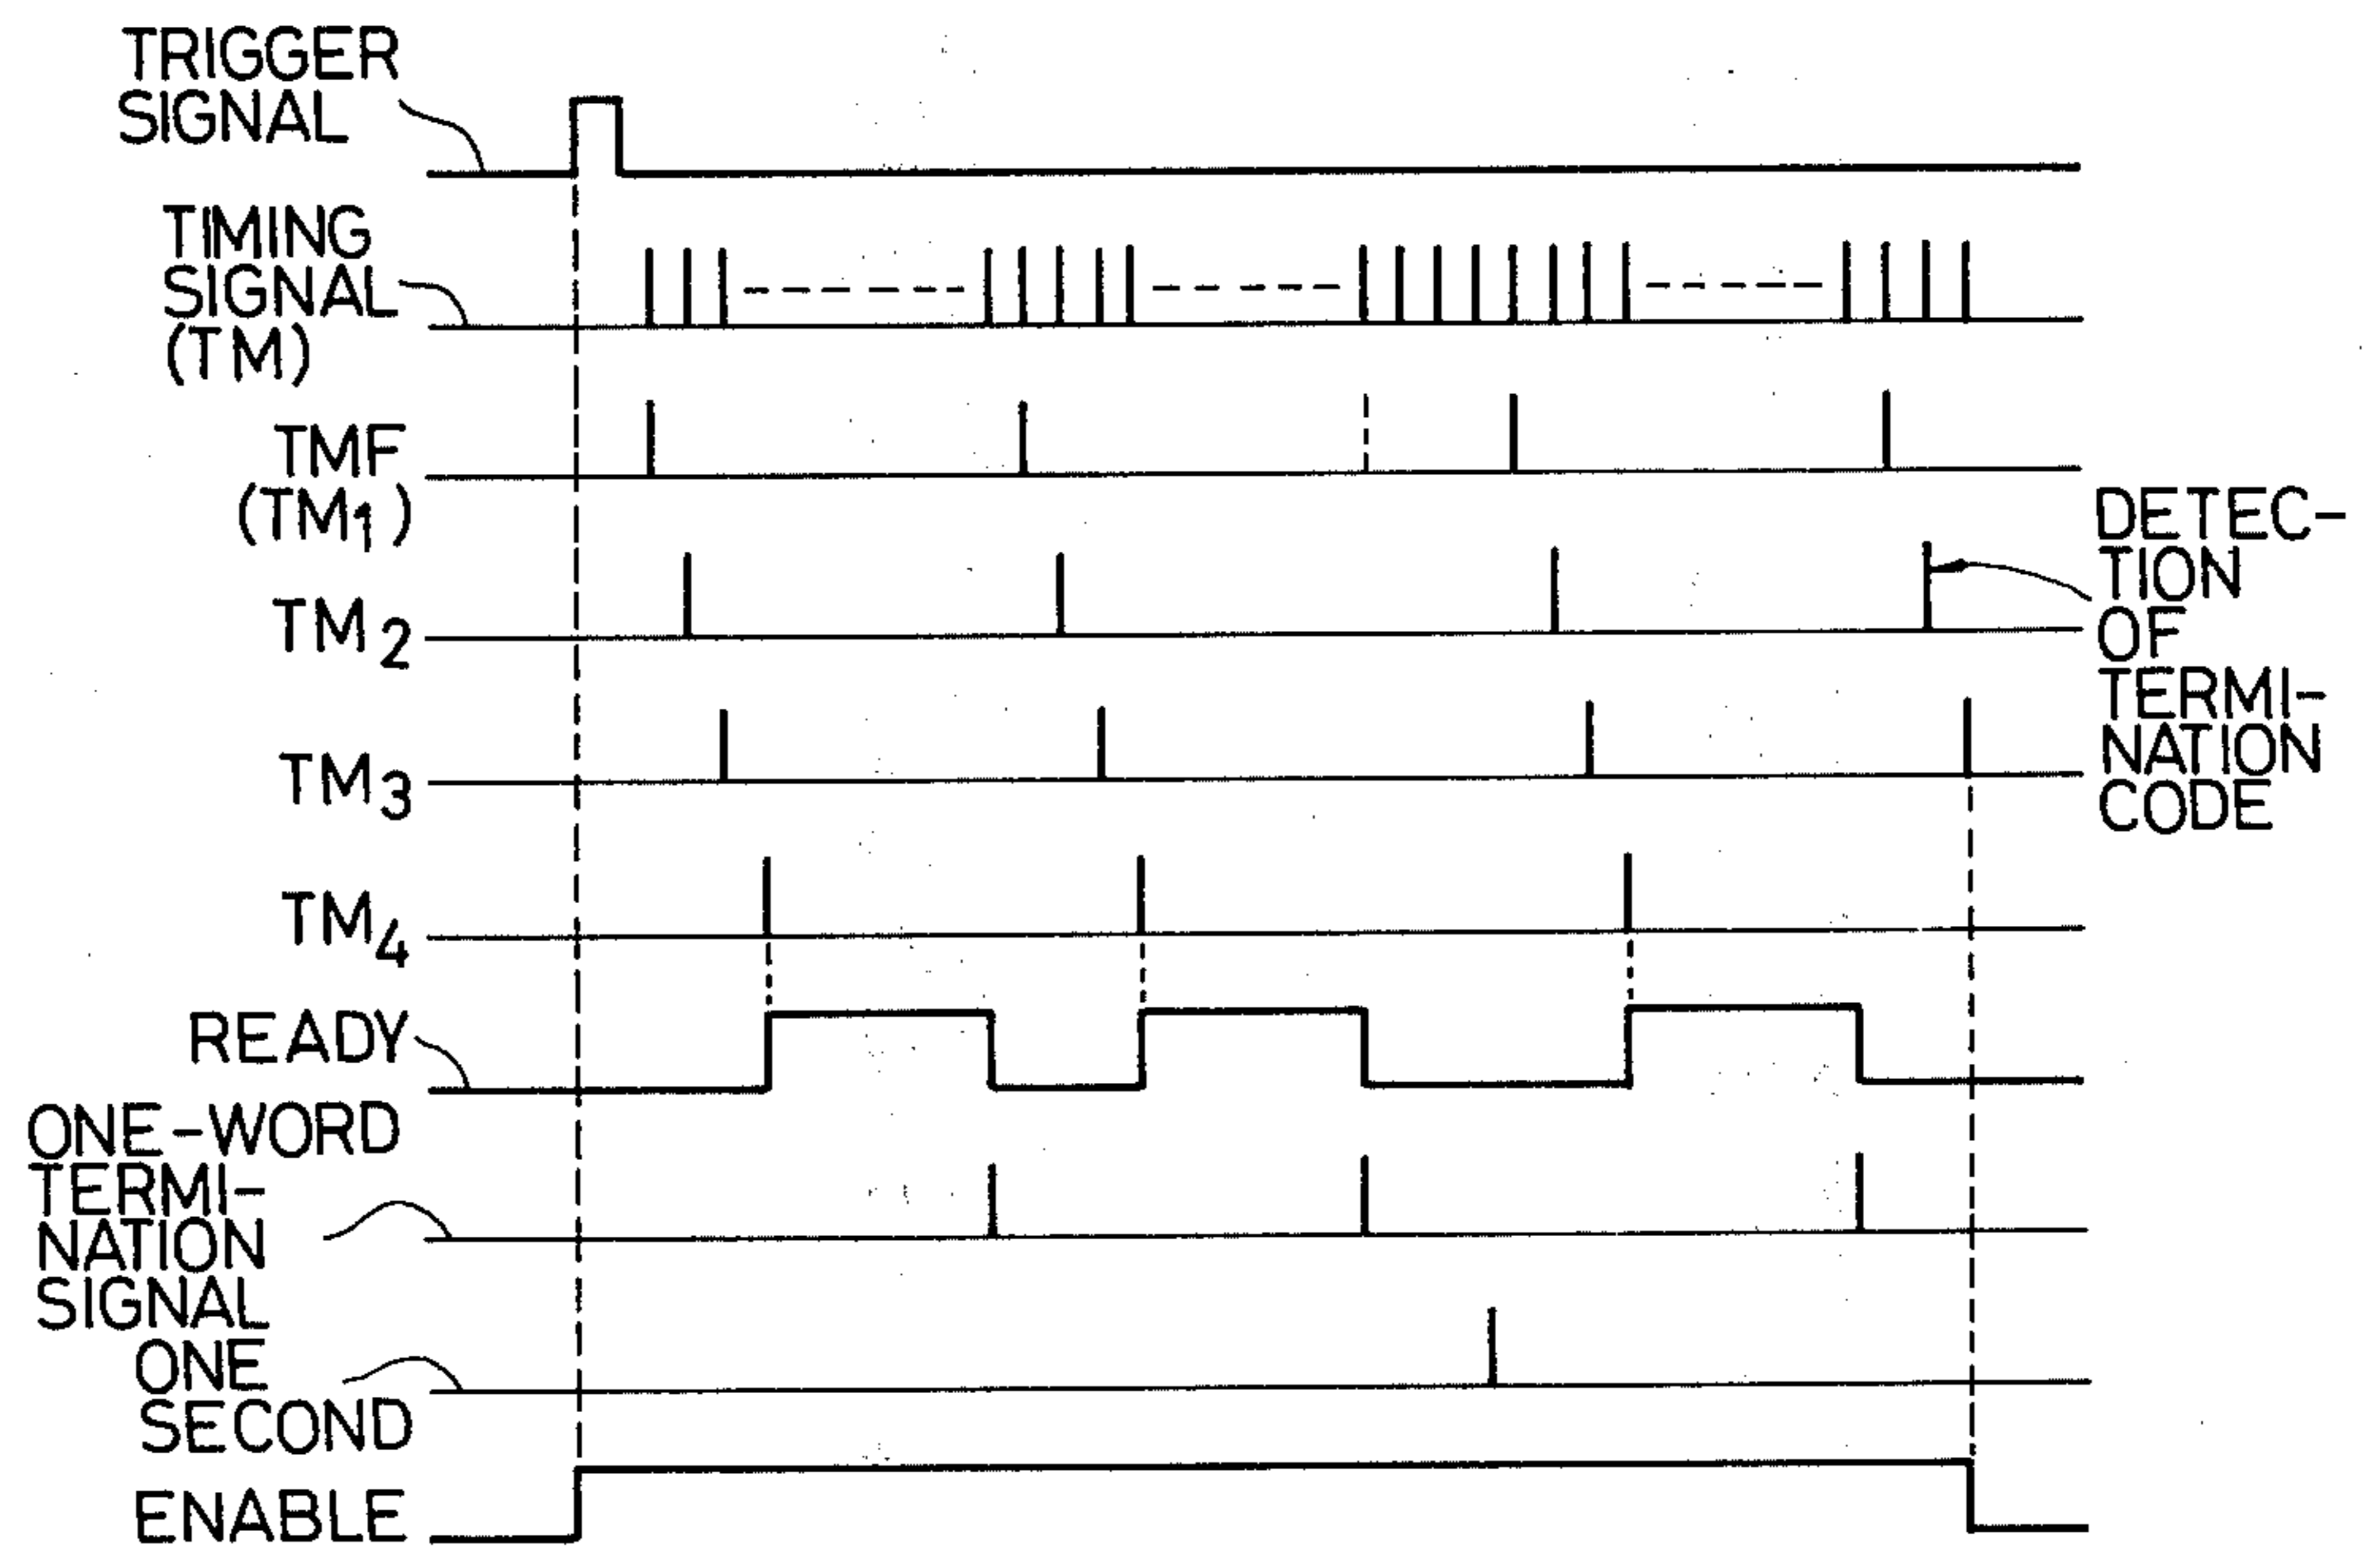 TRIGGER
SIGNAL
TIMING
SIGNAL
(TM)
TMF
(TM1)
TM2
DETEC-
TION
OF
TERMI-
NATION
CODE
TM3
TM4
READY
ONE-WORD
TERMI-
NATION
SIGNAL
ONE
SECOND
ENABLE